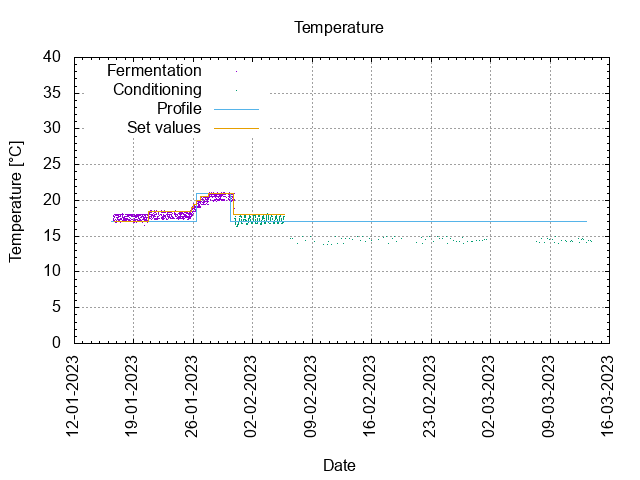 Temperature
Temperature [°C]
40
35
30
25
20
15
10
5
0
Fermentation
Conditioning
Profile
Set values
12-01-2023
19-01-2023
26-01-2023
02-02-2023
09-02-2023
16-02-2023
23-02-2023
02-03-2023
09-03-2023
16-03-2023
Date